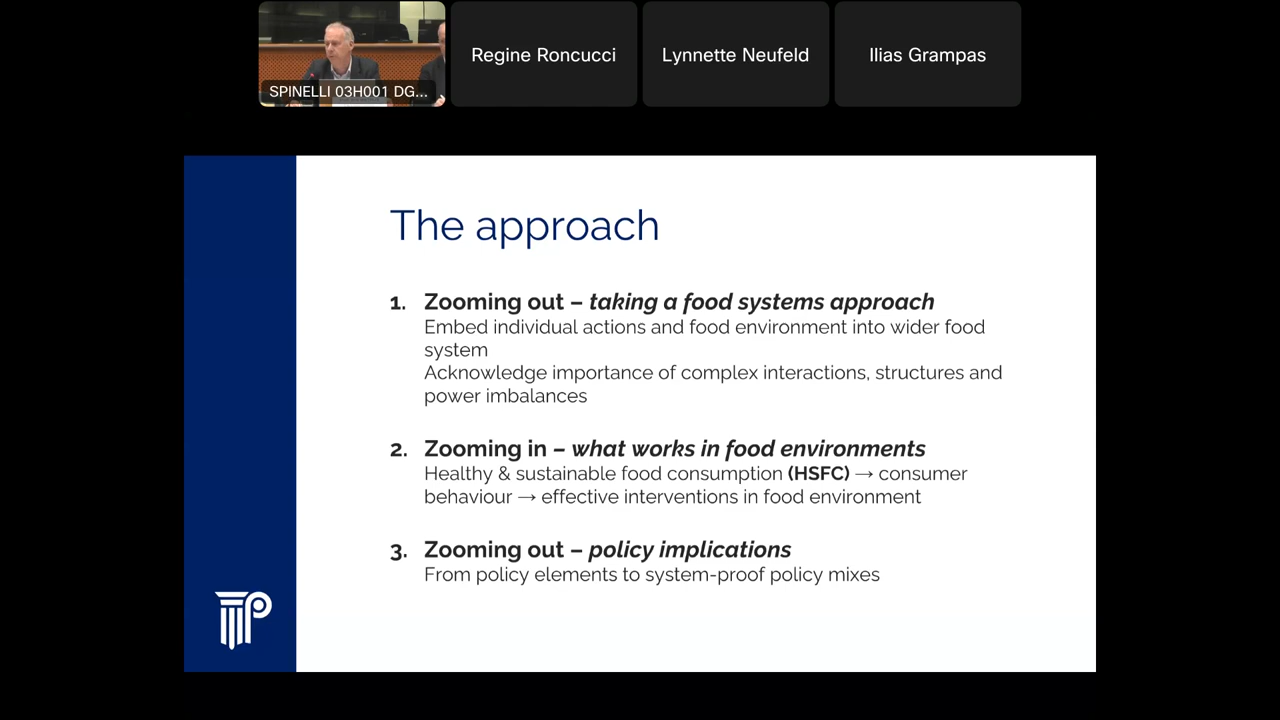 SPINELLI 03H001 DG...
Regine Roncucci
Lynnette Neufeld
Ilias Grampas
The approach
1. Zooming out – taking a food systems approach
Embed individual actions and food environment into wider food
system
Acknowledge importance of complex interactions, structures and
power imbalances
2. Zooming in – what works in food environments
Healthy & sustainable food consumption (HSFC) → consumer
behaviour → effective interventions in food environment
3. Zooming out – policy implications
From policy elements to system-proof policy mixes